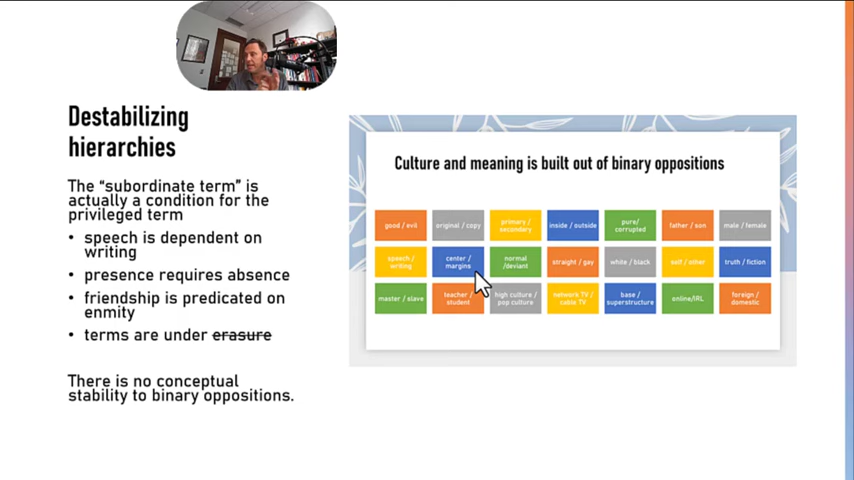 Destabilizing
hierarchies
The “subordinate term” is
actually a condition for the
privileged term
• speech is dependent on
writing
• presence requires absence
• friendship is predicated on
enmity
• terms are under erasure
There is no conceptual
stability to binary oppositions.
Culture and meaning is built out of binary oppositions
good / evil
original / copy
primary /
secondary
inside / outside
pure/
corrupted
father / son
male / female
speech /
writing
center /
margins
normal
/deviant
straight / gay
white / black
self / other
truth / fiction
master / slave
teacher /
student
high culture /
pop culture
network TV /
cable TV
base /
superstructure
online/IRL
foreign /
domestic